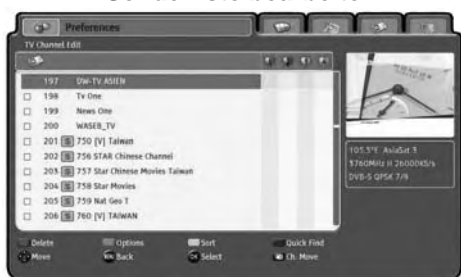 Preferences
TV Channel Edit
197 DW-TV ASIEN
198 Tv One
199 News One
200 WASEB_TV
201 S 750 [V] Taiwan
202 S 756 STAR Chinese Channel
203 S 757 Star Chinese Movies Taiwan
204 S 758 Star Movies
205 S 759 Nat Geo T
206 S 760 [V] TAIWAN
105.5°E AsiaSat 3
3760MHz H 26000KS/s
DVB-S QPSK 7/8
Delete Options Sort Quick Find
Move Back OK Select Ch. Move